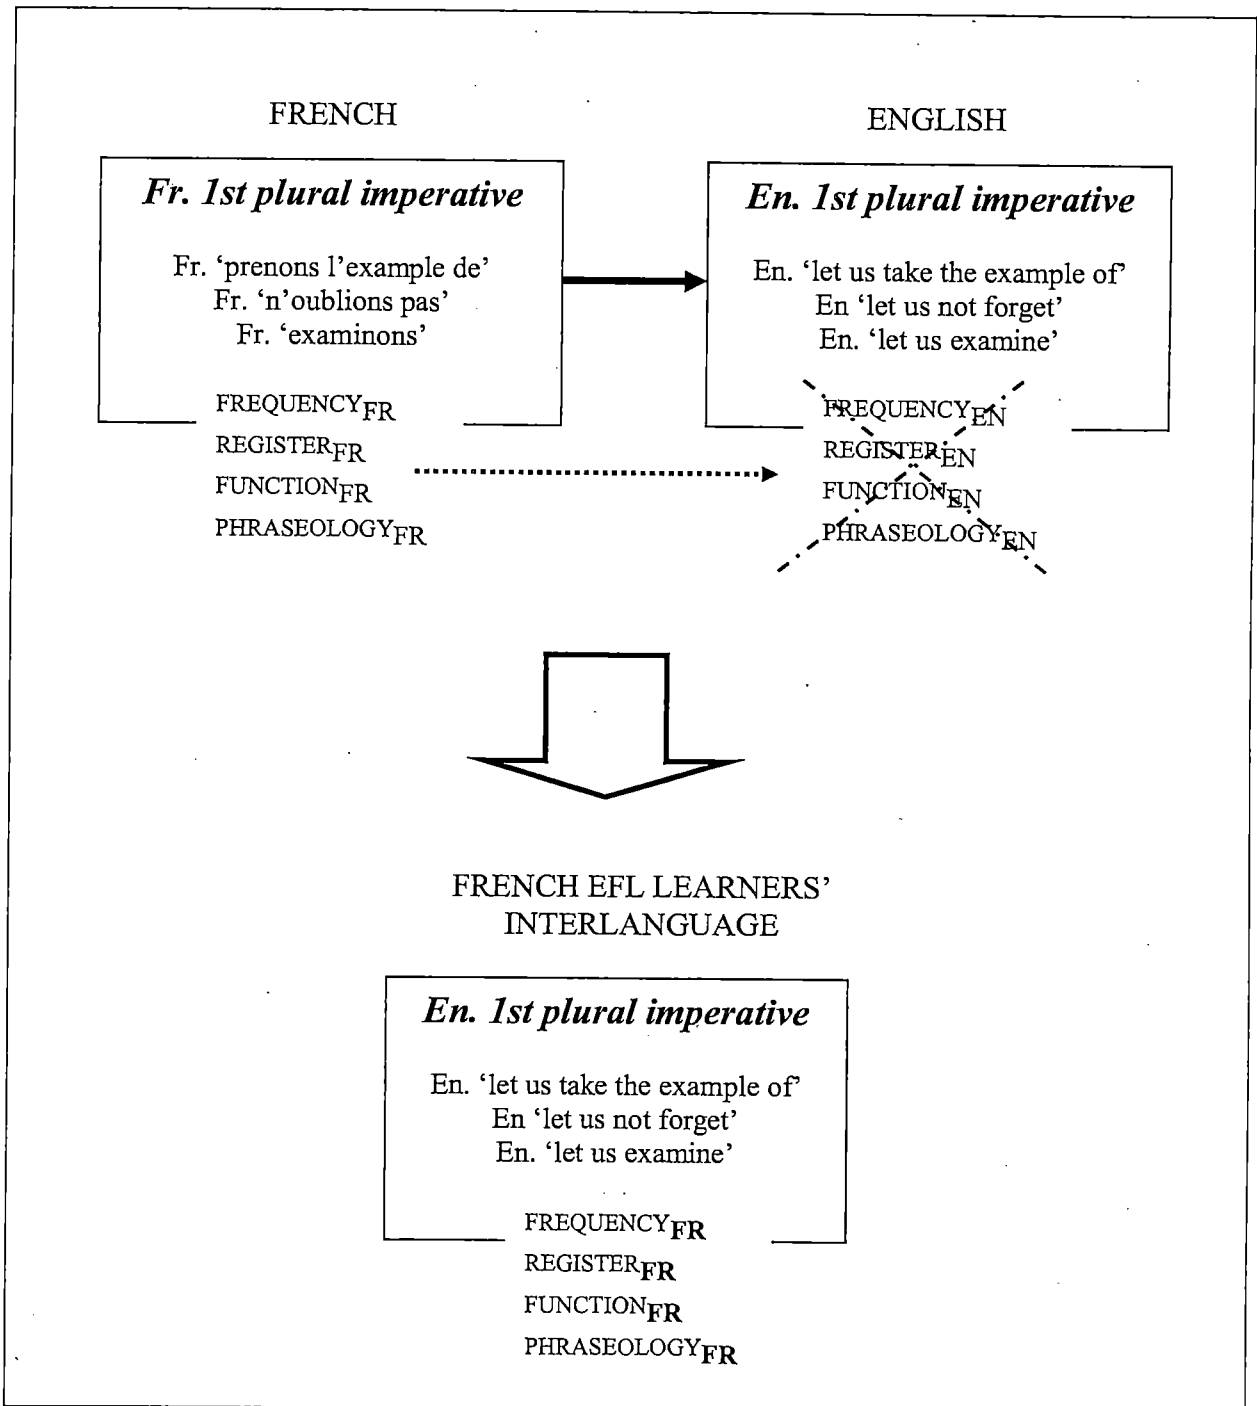 FRENCH
Fr. 1st plural imperative
Fr. ‘prenons l’example de’
Fr. ‘n’oublions pas’
Fr. ‘examinons’
FREQUENCYFR
REGISTERFR
FUNCTIONFR
PHRASEOLOGYFR
ENGLISH
En. 1st plural imperative
En. ‘let us take the example of’
En ‘let us not forget’
En. ‘let us examine’
FREQUENCYEN
REGISTEREN
FUNCTIONEN
PHRASEOLOGYEN
FRENCH EFL LEARNERS’
INTERLANGUAGE
En. 1st plural imperative
En. ‘let us take the example of’
En ‘let us not forget’
En. ‘let us examine’
FREQUENCYFR
REGISTERFR
FUNCTIONFR
PHRASEOLOGYFR